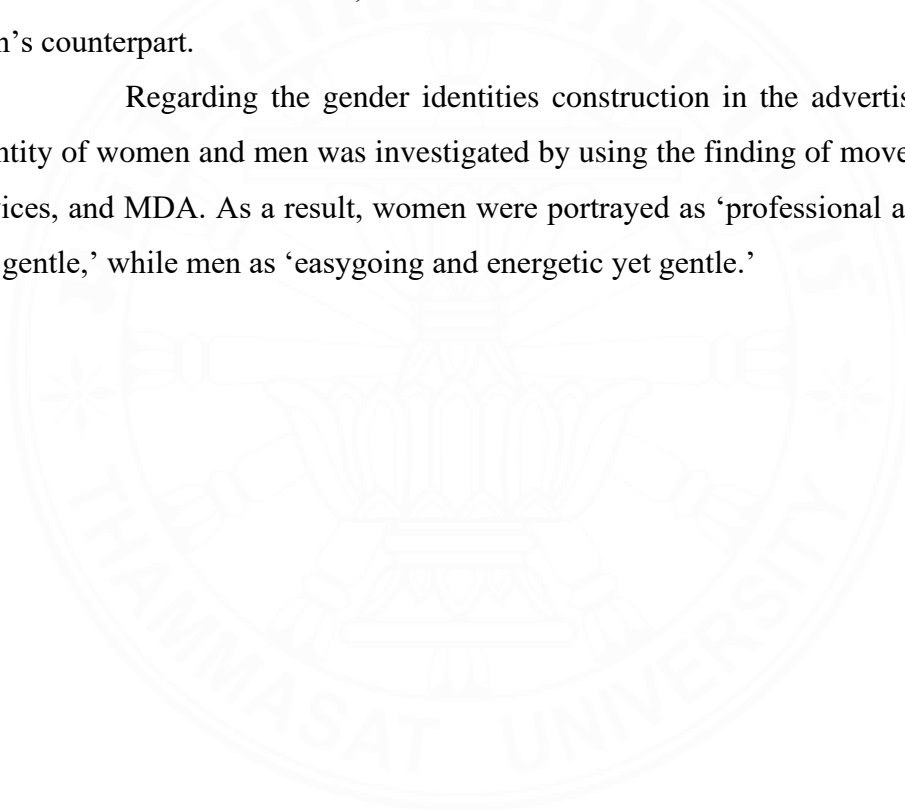 n’s counterpart.
Regarding the gender identities construction in the advertis
ntity of women and men was investigated by using the finding of move
ices, and MDA. As a result, women were portrayed as ‘professional a
gentle,’ while men as ‘easygoing and energetic yet gentle.’
THAMMASAT UNIVERSITY